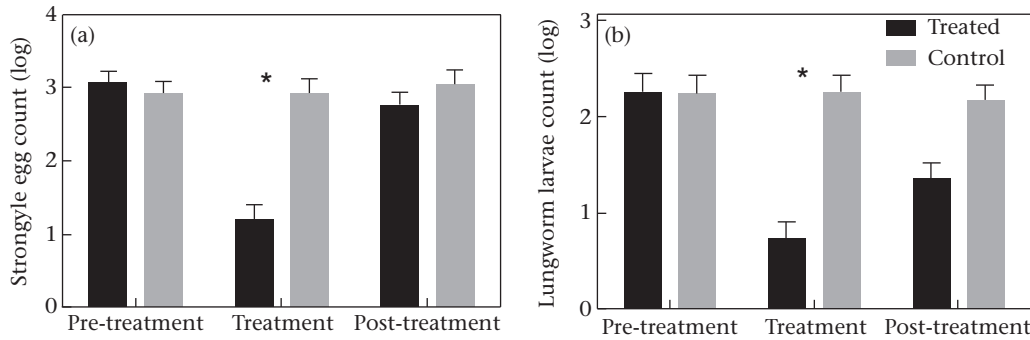 (a)
Strongyle egg count (log)
4
3
2
1
0
*
Pre-treatment Treatment Post-treatment
(b)
Lungworm larvae count (log)
3
2
1
0
*
Treated
Control
Pre-treatment Treatment Post-treatment